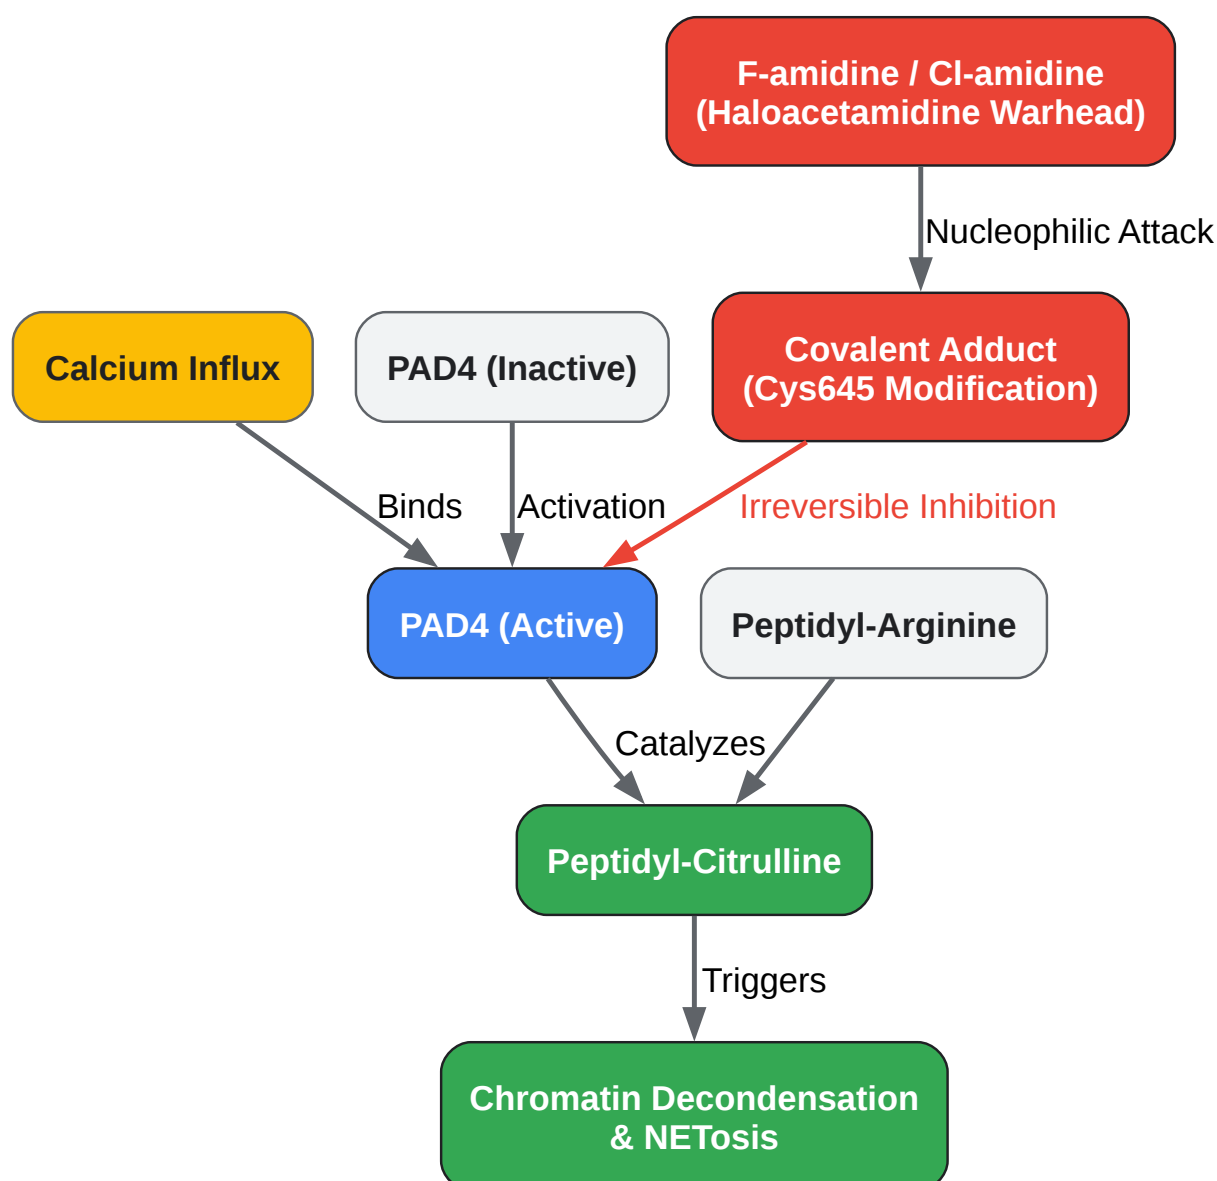 F-amidine / Cl-amidine
(Haloacetamidine Warhead)
Nucleophilic Attack
Calcium Influx
PAD4 (Inactive)
Covalent Adduct
(Cys645 Modification)
Binds
Activation
Irreversible Inhibition
PAD4 (Active)
Peptidyl-Arginine
Catalyzes
Peptidyl-Citrulline
Triggers
Chromatin Decondensation
& NETosis